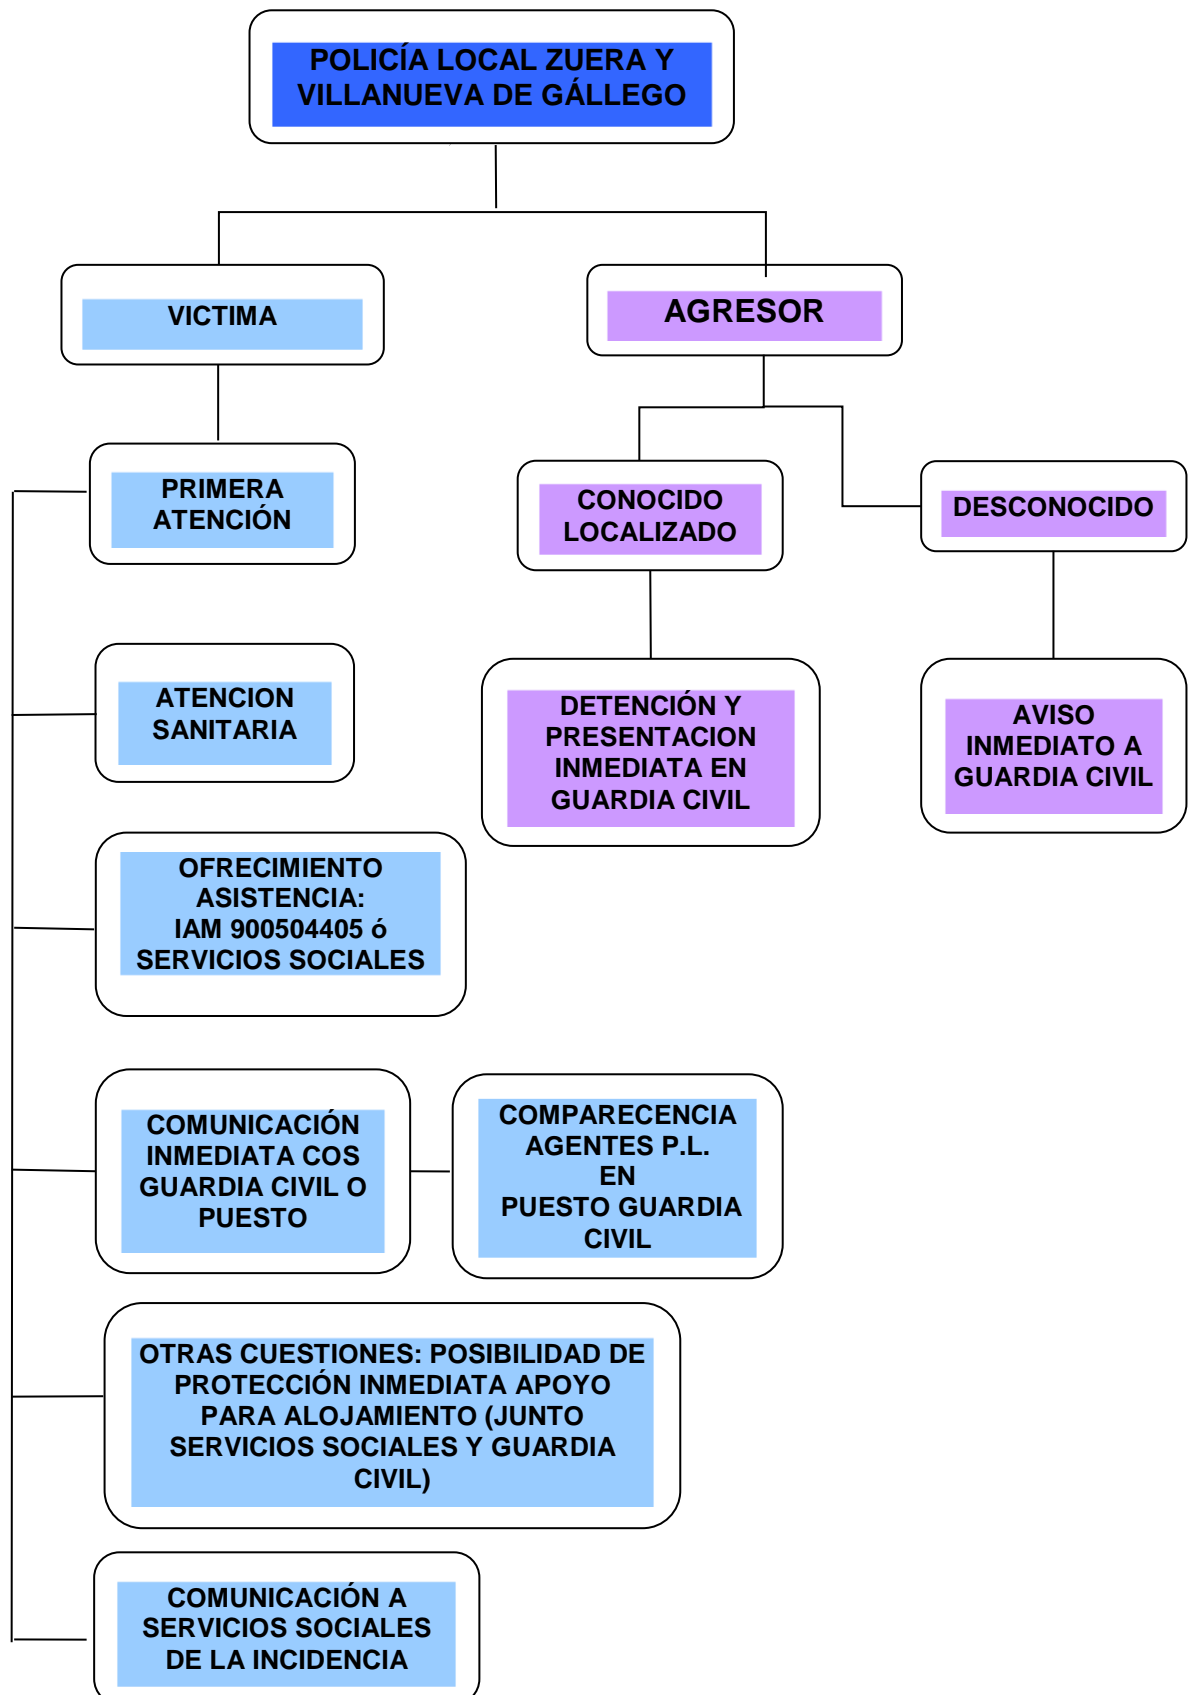 POLICÍA LOCAL ZUERA Y
VILLANUEVA DE GÁLLEGO
VICTIMA
AGRESOR
PRIMERA
ATENCIÓN
CONOCIDO
LOCALIZADO
DESCONOCIDO
ATENCION
SANITARIA
DETENCIÓN Y
PRESENTACION
INMEDIATA EN
GUARDIA CIVIL
AVISO
INMEDIATO A
GUARDIA CIVIL
OFRECIMIENTO
ASISTENCIA:
IAM 900504405 ó
SERVICIOS SOCIALES
COMUNICACIÓN
INMEDIATA COS
GUARDIA CIVIL O
PUESTO
COMPARECENCIA
AGENTES P.L.
EN
PUESTO GUARDIA
CIVIL
OTRAS CUESTIONES: POSIBILIDAD DE
PROTECCIÓN INMEDIATA APOYO
PARA ALOJAMIENTO (JUNTO
SERVICIOS SOCIALES Y GUARDIA
CIVIL)
COMUNICACIÓN A
SERVICIOS SOCIALES
DE LA INCIDENCIA